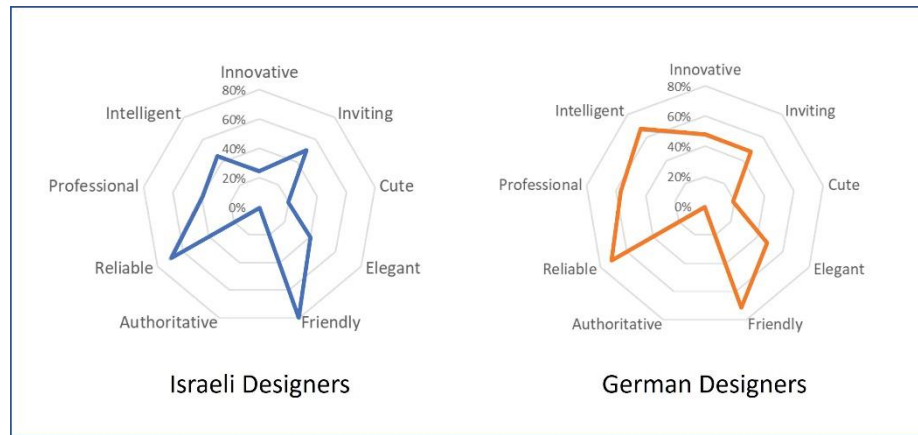 Innovative
80%
Intelligent
Inviting
60%
40%
Professional
20%
Cute
0%
Reliable
Elegant
Authoritative
Friendly
Israeli Designers
Innovative
80%
Intelligent
Inviting
60%
40%
Professional
20%
Cute
0%
Reliable
Elegant
Authoritative
Friendly
German Designers